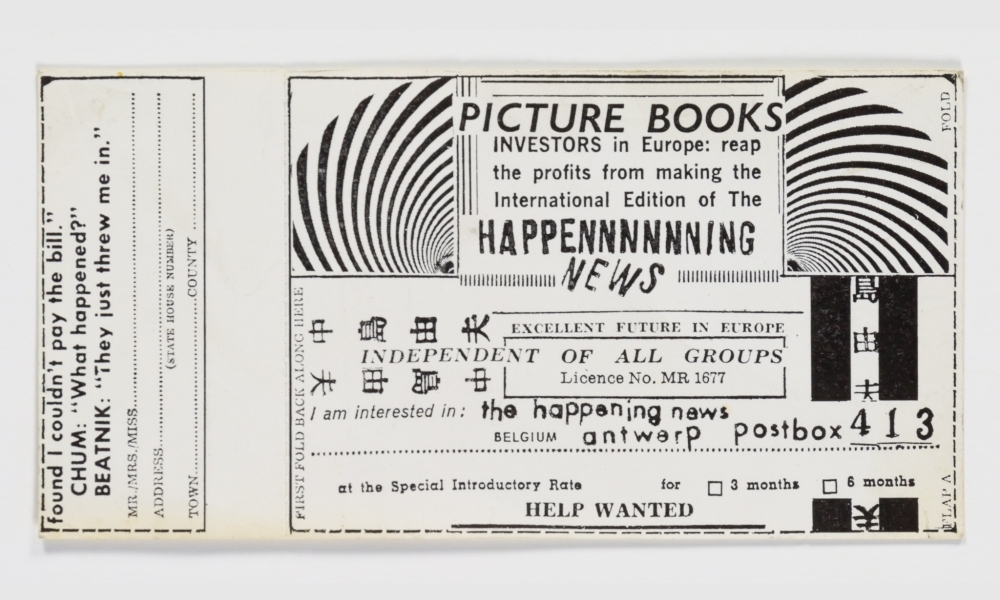 found I couldn't pay the bill."
CHUM: "What happened?"
BEATNIK: "They just threw me in."
MR./MRS./MISS
ADDRESS
(STATE HOUSE NUMBER)
TOWN COUNTY
PICTURE BOOKS
INVESTORS in Europe: reap
the profits from making the
International Edition of The
HAPPENNNNNNING
NEWS
FOLD
FIRST FOLD BACK ALONG HERE
中 島 田 夫
EXCELLENT FUTURE IN EUROPE
INDEPENDENT OF ALL GROUPS
Licence No. MR 1677
夫 田 島 中
島
田
夫
I am interested in: the happening news
BELGIUM antwerp postbox 413
at the Special Introductory Rate for □ 3 months □ 6 months
HELP WANTED
FLAP A